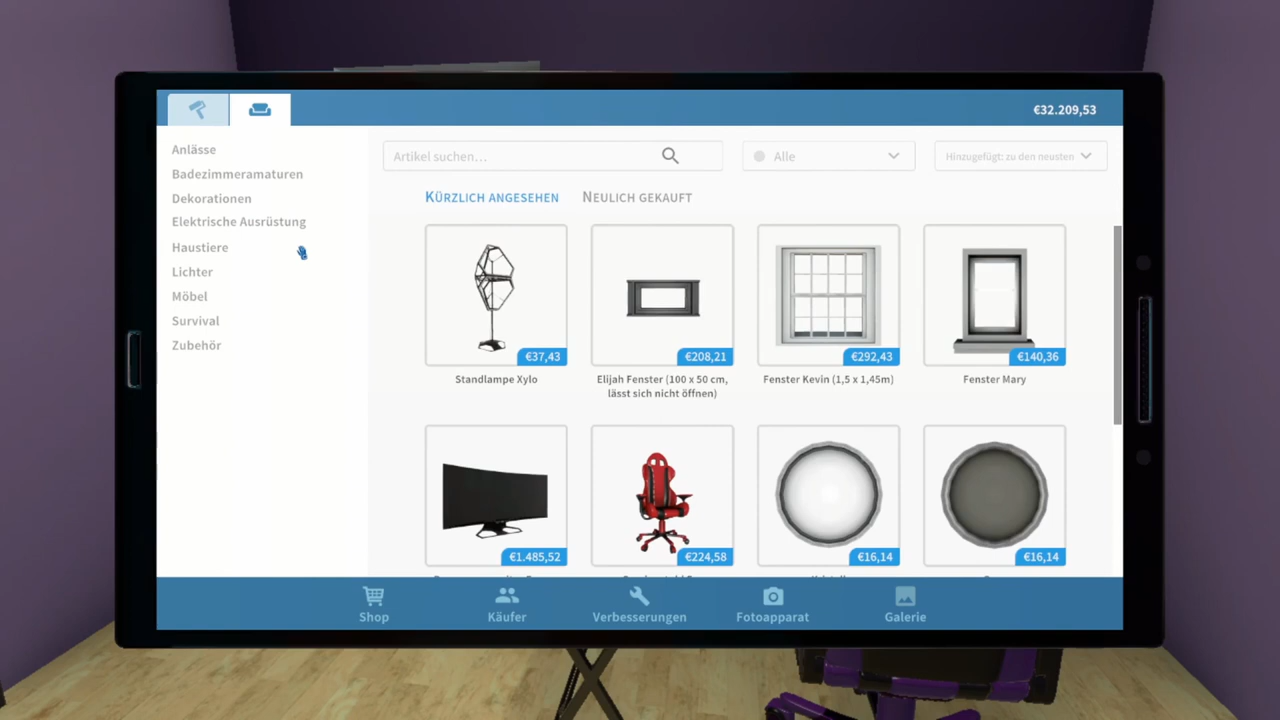 €32.209,53
Anlässe
Badezimmeramaturen
Dekorationen
Elektrische Ausrüstung
Haustiere
Lichter
Möbel
Survival
Zubehör
Artikel suchen...
Alle
Hinzugefügt: zu den neusten
KÜRZLICH ANGESEHEN
NEULICH GEKAUFT
€37,43
€208,21
€292,43
€140,36
Standlampe Xylo
Elijah Fenster (100 x 50 cm,
lässt sich nicht öffnen)
Fenster Kevin (1,5 x 1,45m)
Fenster Mary
€1.485,52
€224,58
€16,14
€16,14
Shop
Käufer
Verbesserungen
Fotoapparat
Galerie